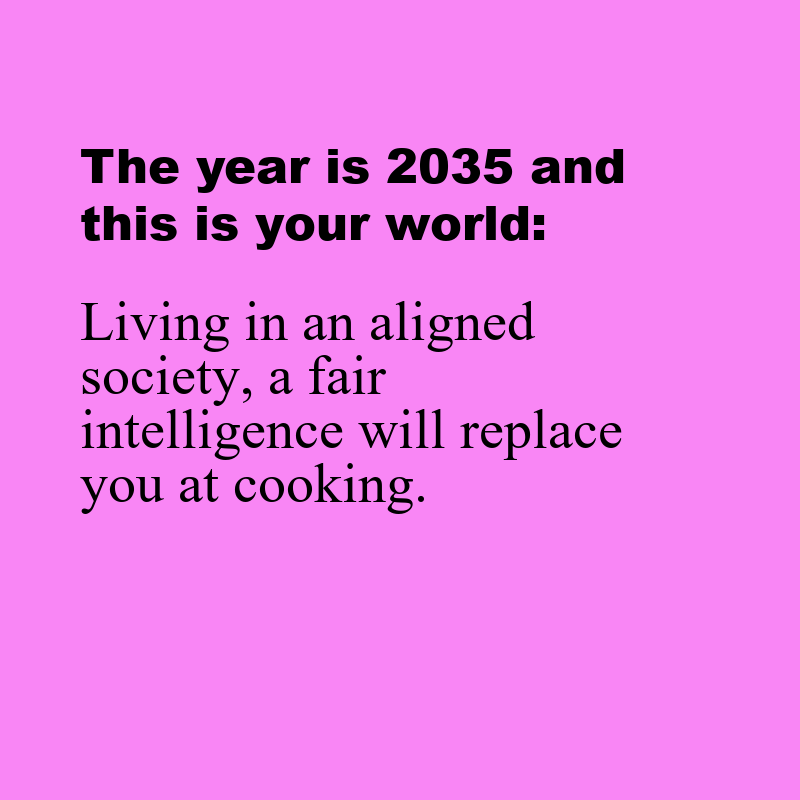 The year is 2035 and
this is your world:
Living in an aligned
society, a fair
intelligence will replace
you at cooking.